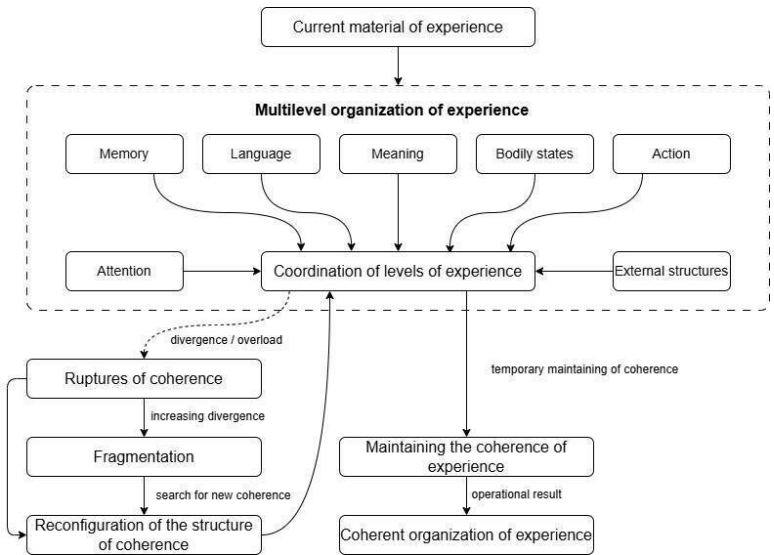 Current material of experience
Multilevel organization of experience
Memory
Language
Meaning
Bodily states
Action
Attention
Coordination of levels of experience
External structures
divergence / overload
Ruptures of coherence
temporary maintaining of coherence
increasing divergence
Fragmentation
Maintaining the coherence of
experience
search for new coherence
operational result
Reconfiguration of the structure
of coherence
Coherent organization of experience